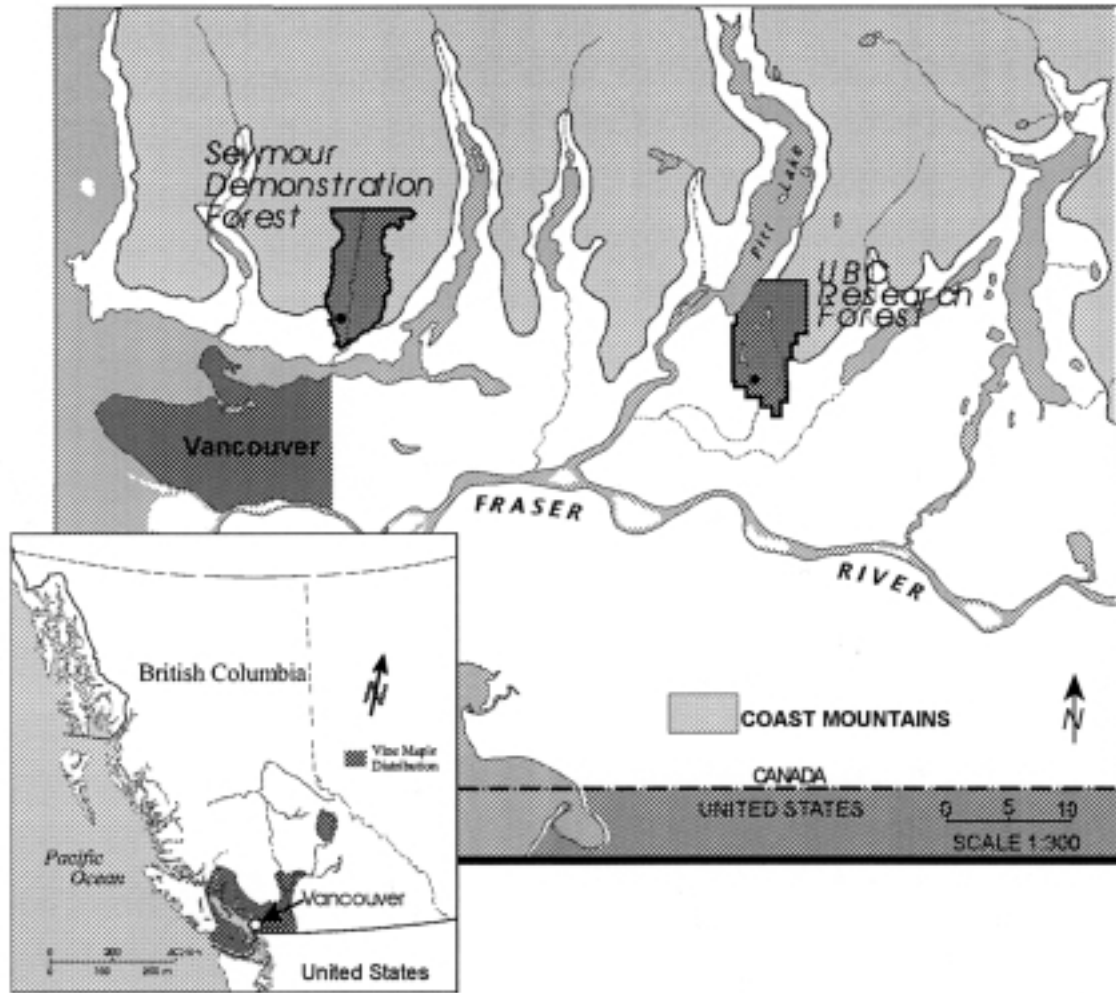 Seymour
Demonstration
Forest
Pitt Lake
UBC
Research
Forest
Vancouver
FRASER
RIVER
COAST MOUNTAINS
N
CANADA
UNITED STATES
0 5 10
SCALE 1:300
British Columbia
N
Vine Maple
Distribution
Pacific
Ocean
Vancouver
United States